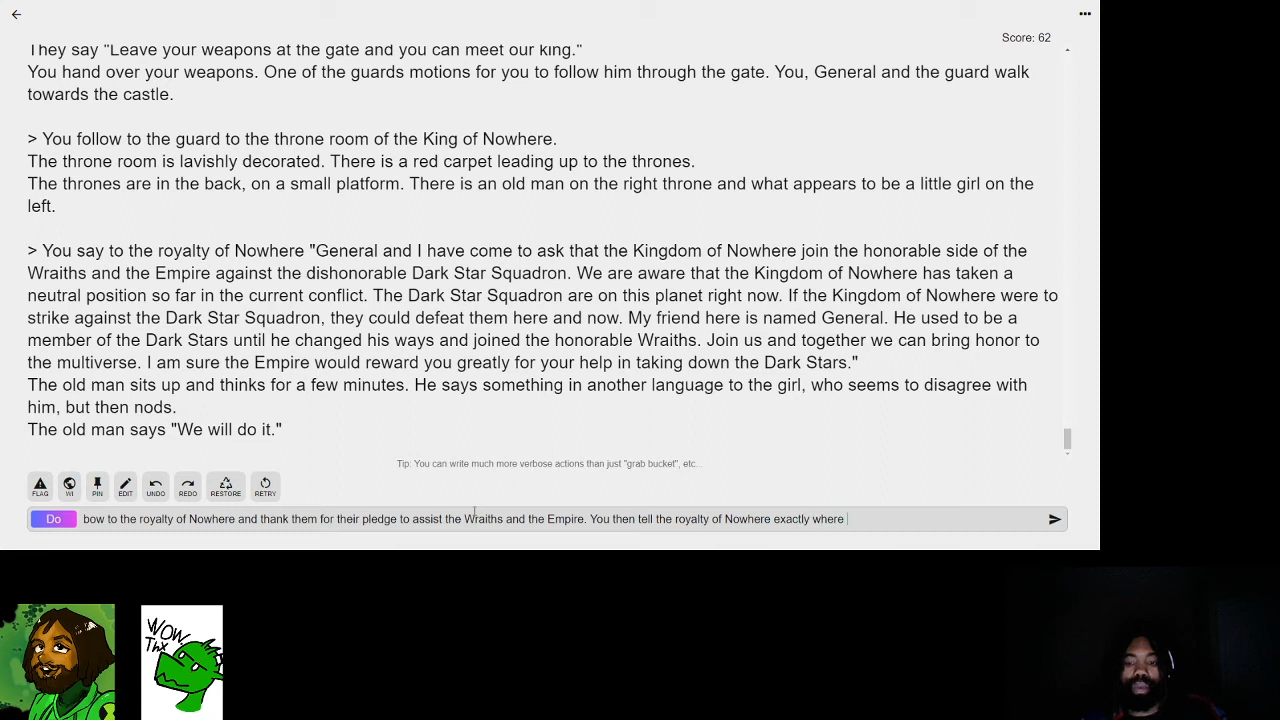 Score: 62
They say "Leave your weapons at the gate and you can meet our king."
You hand over your weapons. One of the guards motions for you to follow him through the gate. You, General and the guard walk
towards the castle.
> You follow to the guard to the throne room of the King of Nowhere.
The throne room is lavishly decorated. There is a red carpet leading up to the thrones.
The thrones are in the back, on a small platform. There is an old man on the right throne and what appears to be a little girl on the
left.
> You say to the royalty of Nowhere "General and I have come to ask that the Kingdom of Nowhere join the honorable side of the
Wraiths and the Empire against the dishonorable Dark Star Squadron. We are aware that the Kingdom of Nowhere has taken a
neutral position so far in the current conflict. The Dark Star Squadron are on this planet right now. If the Kingdom of Nowhere were to
strike against the Dark Star Squadron, they could defeat them here and now. My friend here is named General. He used to be a
member of the Dark Stars until he changed his ways and joined the honorable Wraiths. Join us and together we can bring honor to
the multiverse. I am sure the Empire would reward you greatly for your help in taking down the Dark Stars."
The old man sits up and thinks for a few minutes. He says something in another language to the girl, who seems to disagree with
him, but then nods.
The old man says "We will do it."
Tip: You can write much more verbose actions than just "grab bucket", etc...
FLAG WI PIN EDIT UNDO REDO RESTORE RETRY
Do bow to the royalty of Nowhere and thank them for their pledge to assist the Wraiths and the Empire. You then tell the royalty of Nowhere exactly where
WOW
Thx